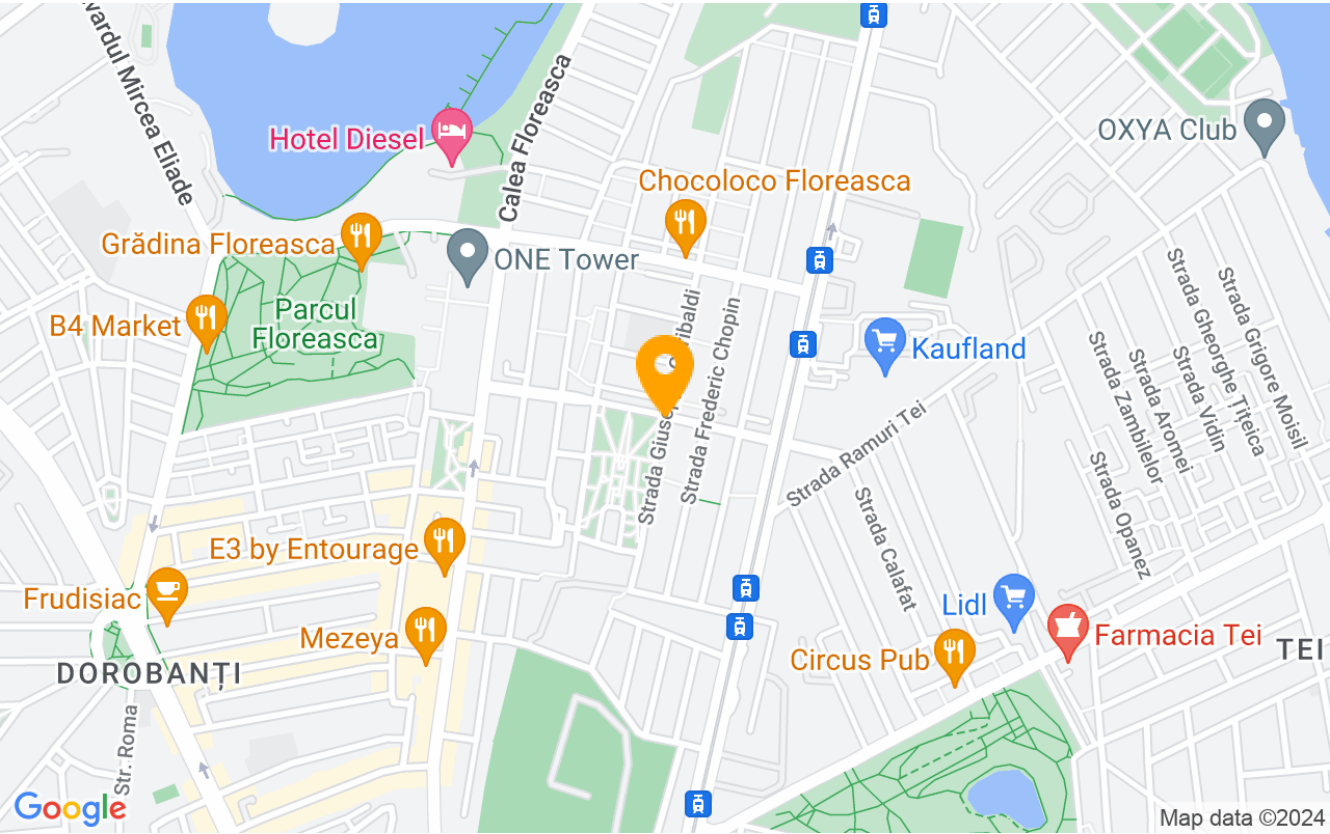 vardul Mircea Eliade
Calea Floreasca
Hotel Diesel
OXYA Club
Chocoloco Floreasca
Grădina Floreasca
ONE Tower
Parcul
Floreasca
B4 Market
Kaufland
Strada Giuse
ribaldi
Strada Frederic Chopin
Strada Ramuri Tei
Strada Grigore Moisil
Strada Gheorghe Țițeica
Strada Vidin
Strada Aromei
Strada Zambilelor
Strada Opanez
Strada Calafat
E3 by Entourage
Frudisiac
Mezeya
Lidl
Farmacia Tei
Circus Pub
TEI
DOROBANȚI
Str. Roma
Google
Map data ©2024